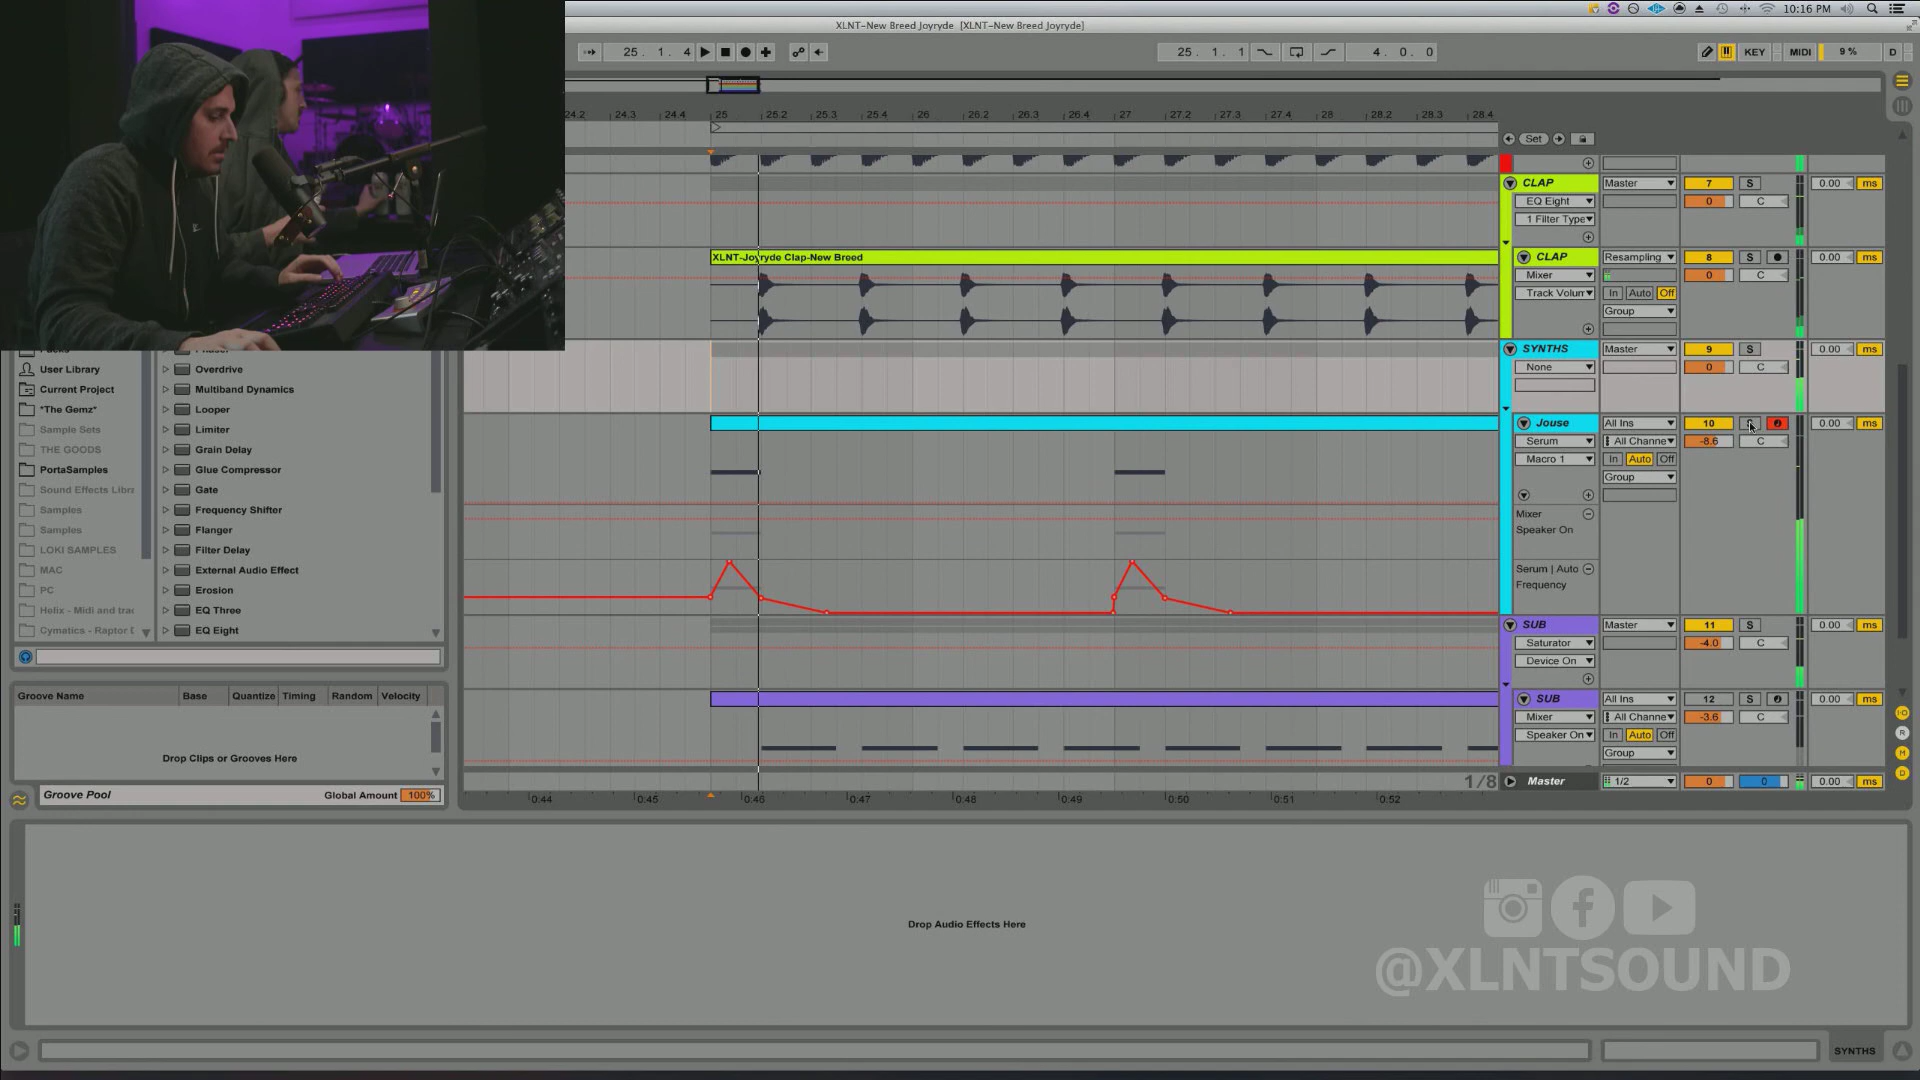 10:16 PM
XLNT-New Breed Joyryde [XLNT-New Breed Joyryde]
25. 1. 4
25. 1. 1
4. 0. 0
KEY
MIDI
9 %
D
24.2 24.3 24.4 25 25.2 25.3 25.4 26 26.2 26.3 26.4 27 27.2 27.3 27.4 28 28.2 28.3 28.4
Set
CLAP Master 7 S 0.00 ms
EQ Eight 0 C
1 Filter Type
XLNT-Joyryde Clap-New Breed
CLAP Resampling 8 S 0.00 ms
Mixer 0 C
Track Volum In Auto Off
Group
SYNTHS Master 9 S 0.00 ms
None 0 C
Jouse All Ins 10 S 0.00 ms
Serum All Channe -8.6 C
Macro 1 In Auto Off
Group
Mixer
Speaker On
Serum | Auto
Frequency
SUB Master 11 S 0.00 ms
Saturator -4.0 C
Device On
SUB All Ins 12 S 0.00 ms
Mixer All Channe -3.6 C
Speaker On In Auto Off
Group
1/8
Master 1/2 0 0 0.00 ms
0:44 0:45 0:46 0:47 0:48 0:49 0:50 0:51 0:52
User Library
Current Project
*The Gemz*
Sample Sets
THE GOODS
PortaSamples
Sound Effects Libra
Samples
Samples
LOKI SAMPLES
MAC
PC
Helix - Midi and trac
Cymatics - Raptor D
Overdrive
Multiband Dynamics
Looper
Limiter
Grain Delay
Glue Compressor
Gate
Frequency Shifter
Flanger
Filter Delay
External Audio Effect
Erosion
EQ Three
EQ Eight
Groove Name Base Quantize Timing Random Velocity
Drop Clips or Grooves Here
Groove Pool Global Amount 100%
I·O
R
M
D
Drop Audio Effects Here
@XLNTSOUND
SYNTHS